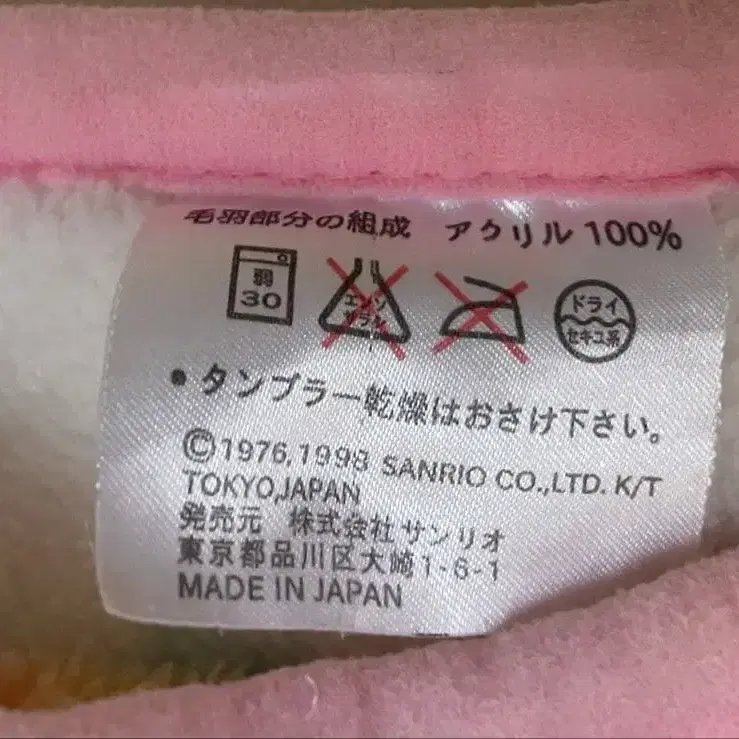 毛羽部分の組成 アクリル 100%
弱
30
エンソ
サラシ
ドライ
セキユ系
• タンブラー乾燥はおさけ下さい。
©1976,1998 SANRIO CO.,LTD. K/T
TOKYO,JAPAN
発売元 株式会社 サンリオ
東京都品川区大崎1-6-1
MADE IN JAPAN